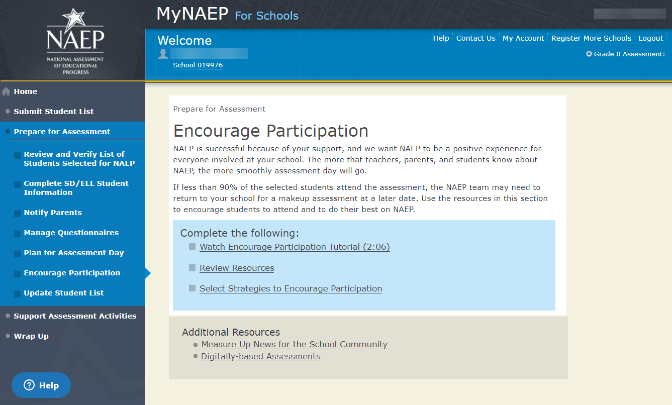 MyNAEP For Schools
NAEP
NATIONAL ASSESSMENT
OF EDUCATIONAL
PROGRESS
Welcome
School 019976
Help Contact Us My Account Register More Schools Logout
Grade 8 Assessment:
Home
Submit Student List
Prepare for Assessment
Review and Verify List of
Students Selected for NAEP
Complete SD/ELL Student
Information
Notify Parents
Manage Questionnaires
Plan for Assessment Day
Encourage Participation
Update Student List
Support Assessment Activities
Wrap Up
Help
Prepare for Assessment
Encourage Participation
NAEP is successful because of your support, and we want NAEP to be a positive experience for
everyone involved at your school. The more that teachers, parents, and students know about
NAEP, the more smoothly assessment day will go.
If less than 90% of the selected students attend the assessment, the NAEP team may need to
return to your school for a makeup assessment at a later date. Use the resources in this section
to encourage students to attend and to do their best on NAEP.
Complete the following:
Watch Encourage Participation Tutorial (2:06)
Review Resources
Select Strategies to Encourage Participation
Additional Resources
Measure Up News for the School Community
Digitally-based Assessments